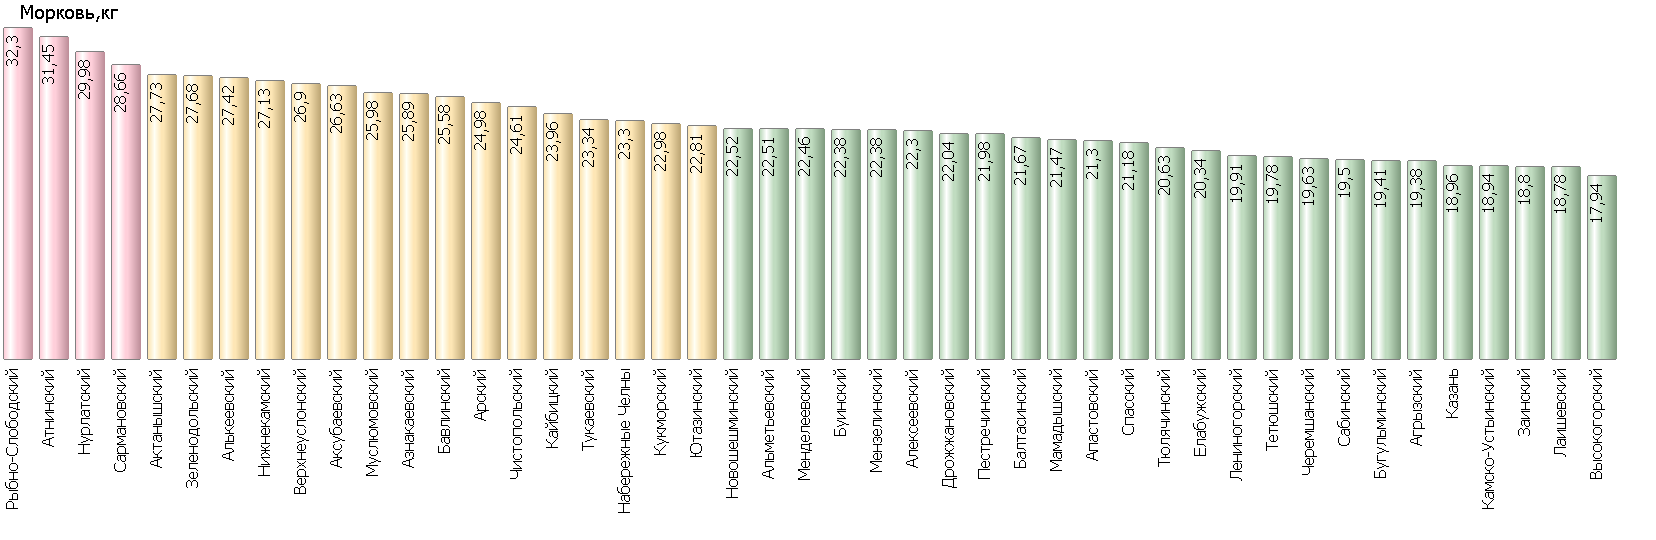 Морковь,кг
32,3
31,45
29,98
28,66
27,73
27,68
27,42
27,13
26,9
26,63
25,98
25,89
25,58
24,98
24,61
23,96
23,34
23,3
22,98
22,81
22,52
22,51
22,46
22,38
22,38
22,3
22,04
21,98
21,67
21,47
21,3
21,18
20,63
20,34
19,91
19,78
19,63
19,5
19,41
19,38
18,96
18,94
18,8
18,78
17,94
Рыбно-Слободский
Атнинский
Нурлатский
Сармановский
Актанышский
Зеленодольский
Алькеевский
Нижнекамский
Верхнеуслонский
Аксубаевский
Муслюмовский
Азнакаевский
Бавлинский
Арский
Чистопольский
Кайбицкий
Тукаевский
Набережные Челны
Кукморский
Ютазинский
Новошешминский
Альметьевский
Менделеевский
Буинский
Мензелинский
Алексеевский
Дрожжановский
Пестречинский
Балтасинский
Мамадышский
Апастовский
Спасский
Тюлячинский
Елабужский
Лениногорский
Тетюшский
Черемшанский
Сабинский
Бугульминский
Агрызский
Казань
Камско-Устьинский
Заинский
Лаишевский
Высокогорский